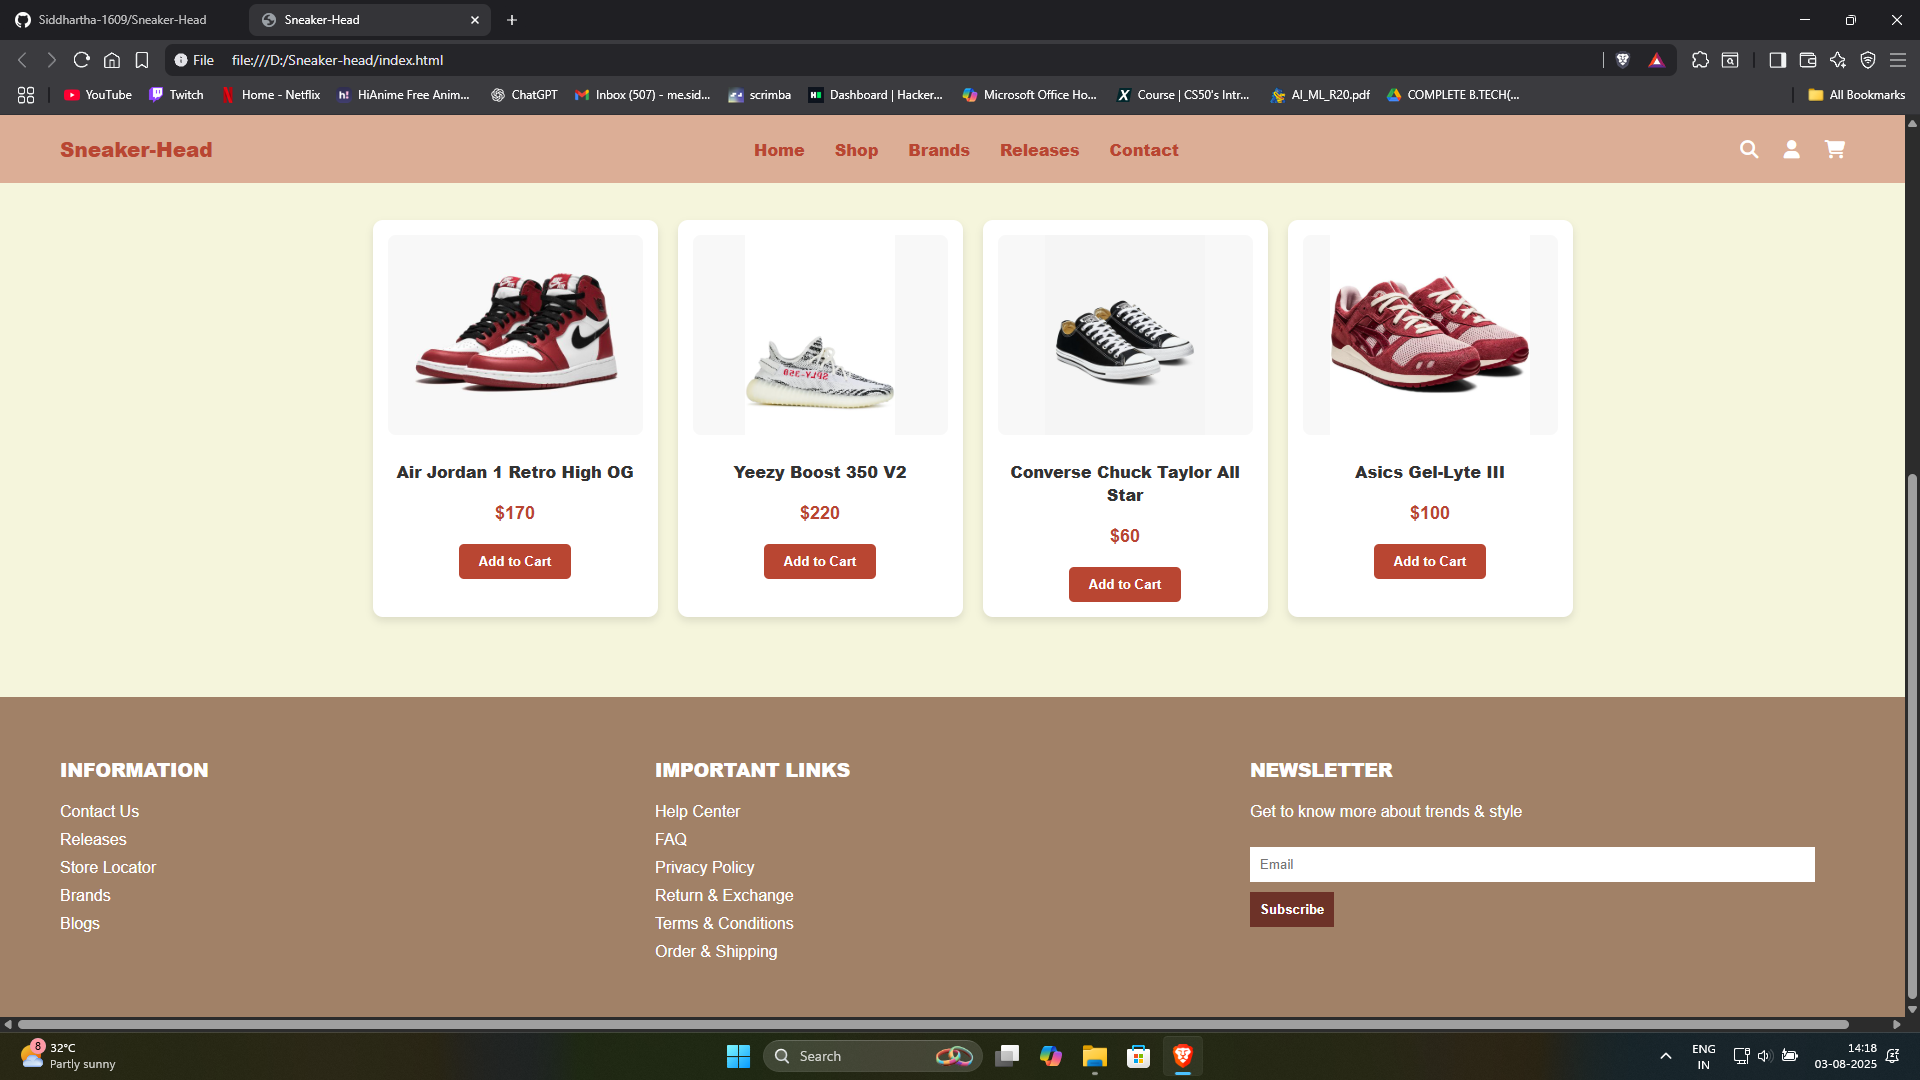 Siddhartha-1609/Sneaker-Head
Sneaker-Head
File
file:///D:/Sneaker-head/index.html
YouTube
Twitch
Home - Netflix
HiAnime Free Anim...
ChatGPT
Inbox (507) - me.sid...
scrimba
Dashboard | Hacker...
Microsoft Office Ho...
Course | CS50's Intr...
AI_ML_R20.pdf
COMPLETE B.TECH(...
All Bookmarks
Sneaker-Head
Home
Shop
Brands
Releases
Contact
SPLY-350
Air Jordan 1 Retro High OG
$170
Add to Cart
Yeezy Boost 350 V2
$220
Add to Cart
Converse Chuck Taylor All
Star
$60
Add to Cart
Asics Gel-Lyte III
$100
Add to Cart
INFORMATION
Contact Us
Releases
Store Locator
Brands
Blogs
IMPORTANT LINKS
Help Center
FAQ
Privacy Policy
Return & Exchange
Terms & Conditions
Order & Shipping
NEWSLETTER
Get to know more about trends & style
Email
Subscribe
8
32°C
Partly sunny
Search
ENG
IN
14:18
03-08-2025